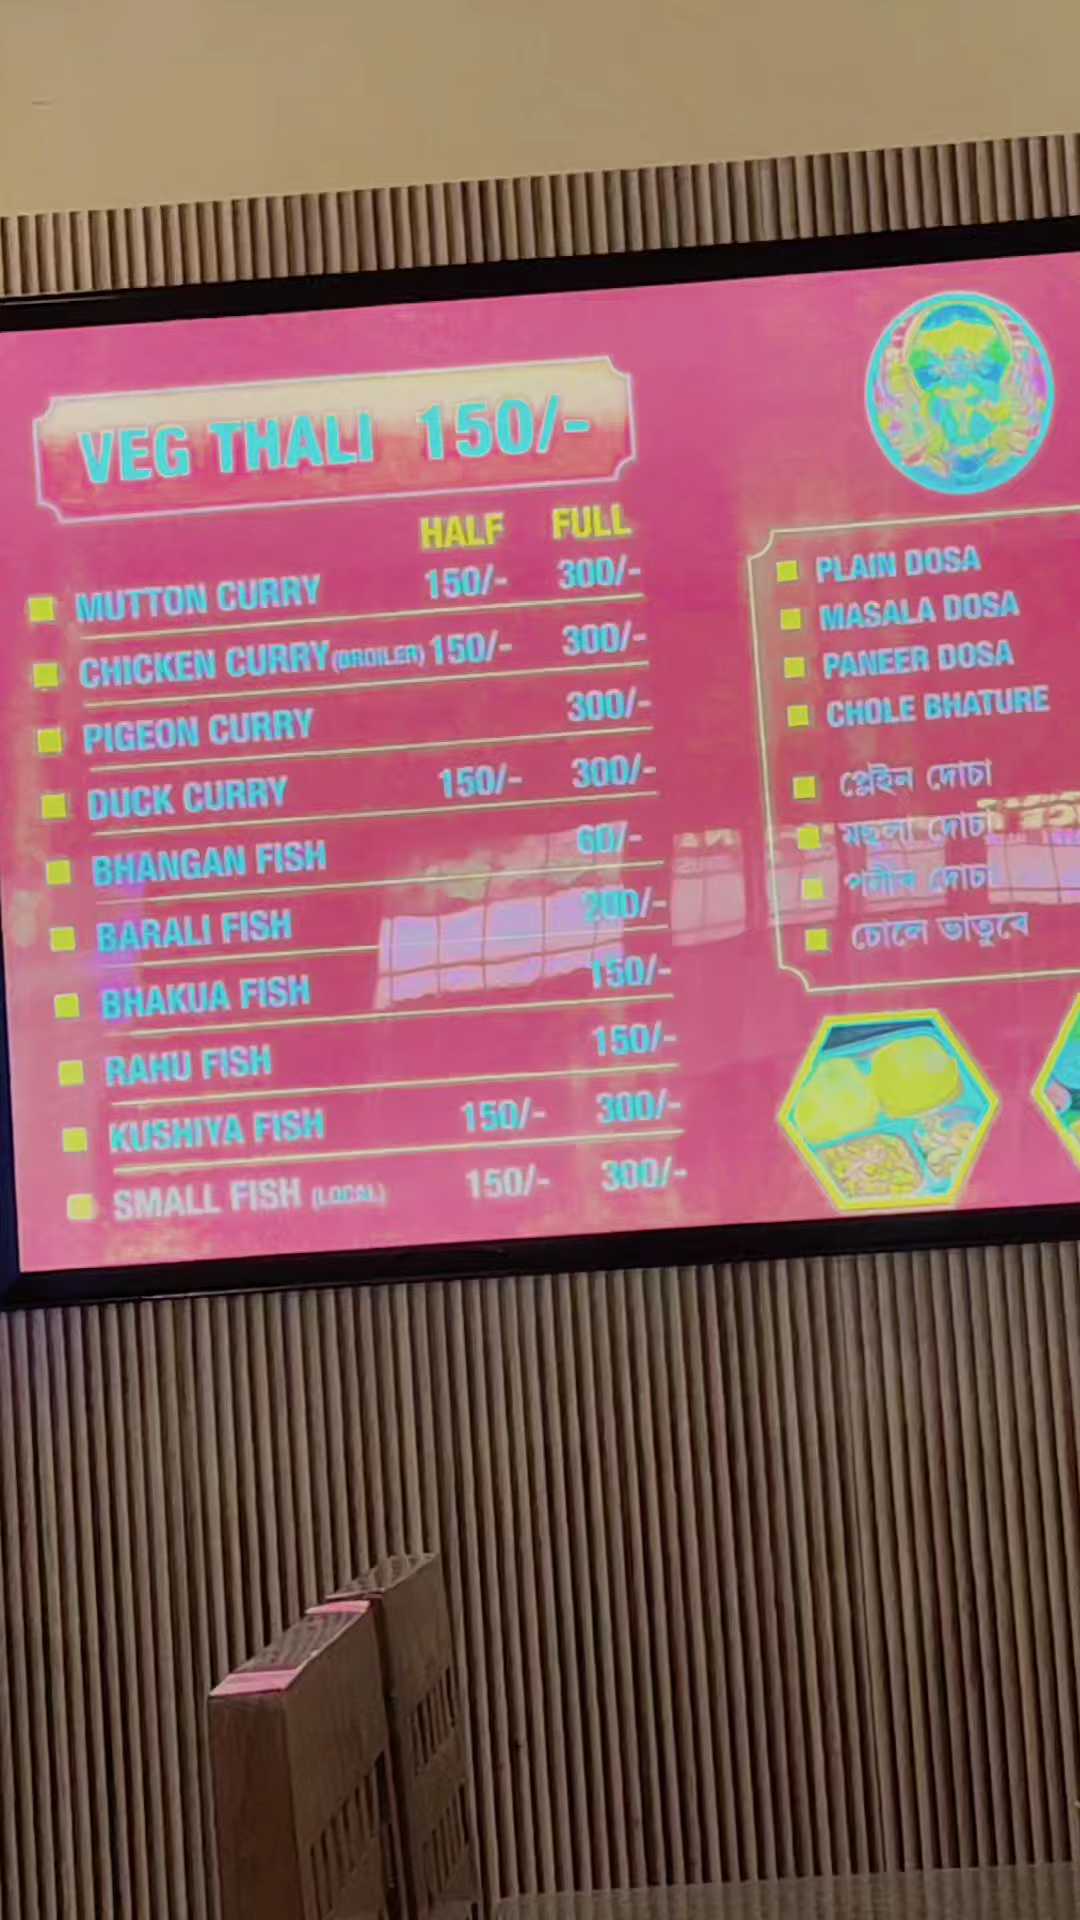 VEG THALI 150/-
HALF FULL
MUTTON CURRY 150/- 300/-
CHICKEN CURRY (BROILER) 150/- 300/-
PIGEON CURRY 300/-
DUCK CURRY 150/- 300/-
BHANGAN FISH 60/-
BARALI FISH 200/-
BHAKUA FISH 150/-
RAHU FISH 150/-
KUSHIYA FISH 150/- 300/-
SMALL FISH (LOCAL) 150/- 300/-
PLAIN DOSA
MASALA DOSA
PANEER DOSA
CHOLE BHATURE
প্লেইন দোচা
মছলা দোচা
পনীৰ দোচা
চোলে ভাতুৰে